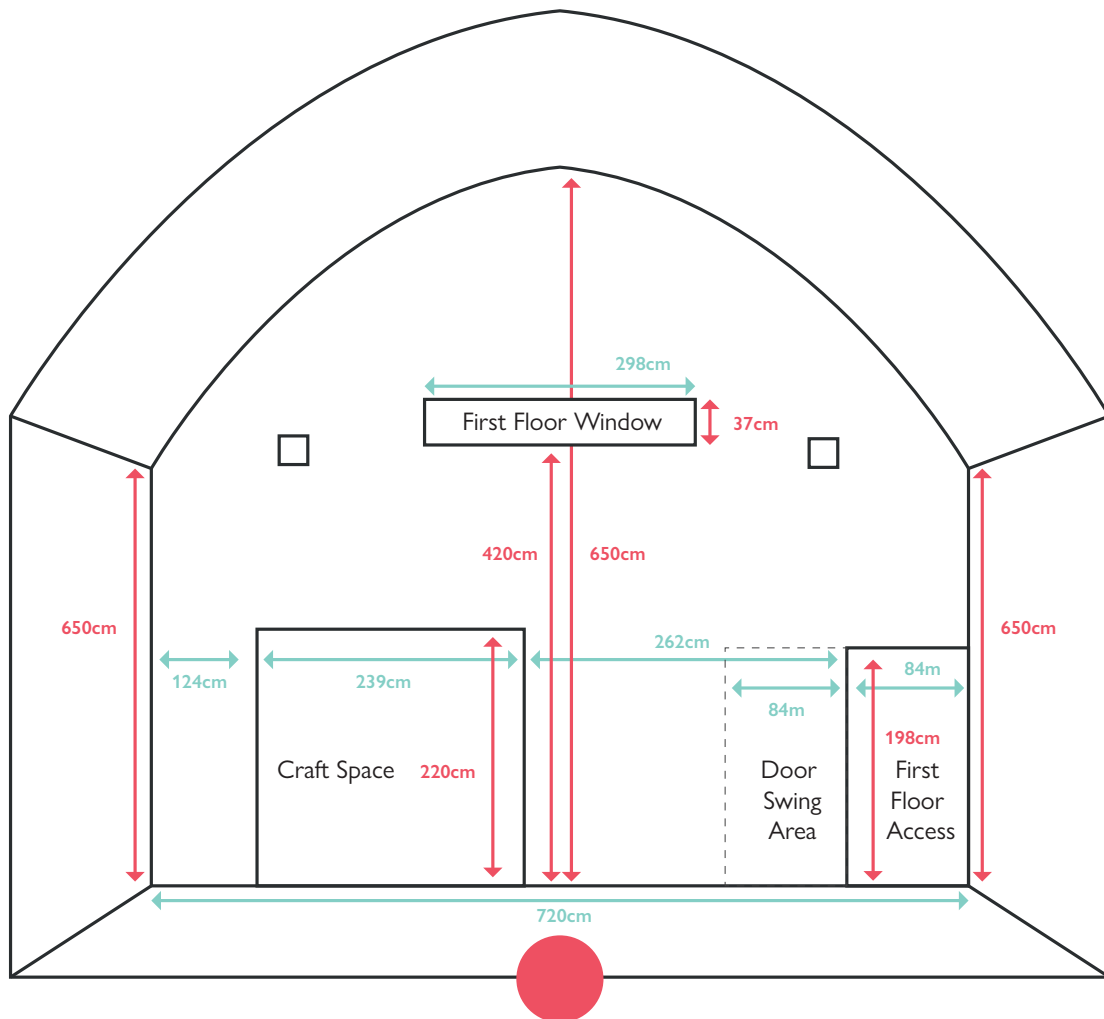 298cm
First Floor Window
37cm
420cm
650cm
650cm
650cm
124cm
239cm
262cm
84m
84m
198cm
Craft Space
220cm
Door
Swing
Area
First
Floor
Access
720cm